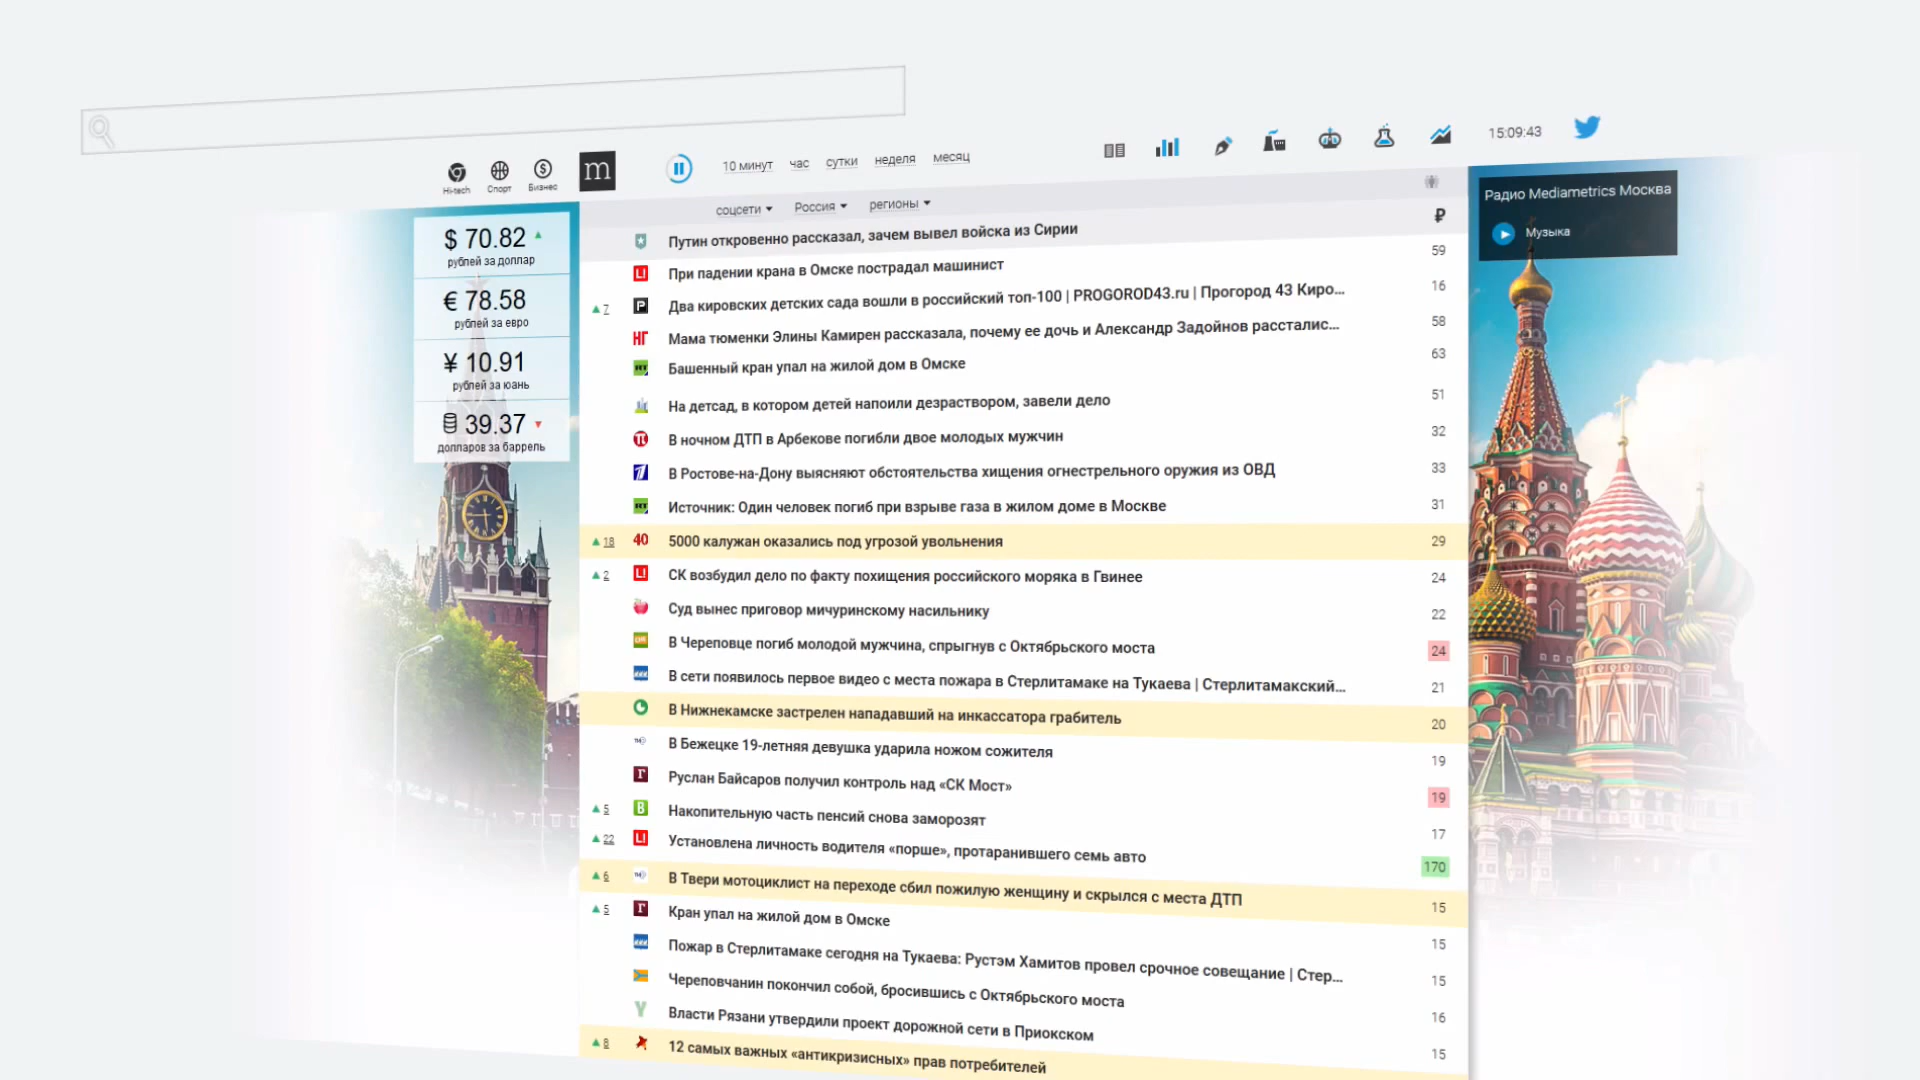 15:09:43
10 минут час сутки неделя месяц
m
Hi-tech Спорт Бизнес
соцсети Россия регионы
Радио Mediametrics Москва
Музыка
$ 70.82
рублей за доллар
€ 78.58
рублей за евро
¥ 10.91
рублей за юань
39.37
долларов за баррель
₽
Путин откровенно рассказал, зачем вывел войска из Сирии
59
LI При падении крана в Омске пострадал машинист
16
7 P Два кировских детских сада вошли в российский топ-100 | PROGOROD43.ru | Прогород 43 Киро...
58
НГ Мама тюменки Элины Камирен рассказала, почему ее дочь и Александр Задойнов рассталис...
63
Башенный кран упал на жилой дом в Омске
51
На детсад, в котором детей напоили дезраствором, завели дело
32
В ночном ДТП в Арбекове погибли двое молодых мужчин
33
В Ростове-на-Дону выясняют обстоятельства хищения огнестрельного оружия из ОВД
31
Источник: Один человек погиб при взрыве газа в жилом доме в Москве
18 40 5000 калужан оказались под угрозой увольнения 29
2 LI СК возбудил дело по факту похищения российского моряка в Гвинее 24
Суд вынес приговор мичуринскому насильнику 22
В Череповце погиб молодой мужчина, спрыгнув с Октябрьского моста 24
В сети появилось первое видео с места пожара в Стерлитамаке на Тукаева | Стерлитамакский... 21
В Нижнекамске застрелен нападавший на инкассатора грабитель 20
В Бежецке 19-летняя девушка ударила ножом сожителя 19
Г Руслан Байсаров получил контроль над «СК Мост» 19
5 B Накопительную часть пенсий снова заморозят 17
22 LI Установлена личность водителя «порше», протаранившего семь авто 170
6 В Твери мотоциклист на переходе сбил пожилую женщину и скрылся с места ДТП 15
5 Г Кран упал на жилой дом в Омске 15
Пожар в Стерлитамаке сегодня на Тукаева: Рустэм Хамитов провел срочное совещание | Стер... 15
Череповчанин покончил собой, бросившись с Октябрьского моста 16
Y Власти Рязани утвердили проект дорожной сети в Приокском 15
8 12 самых важных «антикризисных» прав потребителей